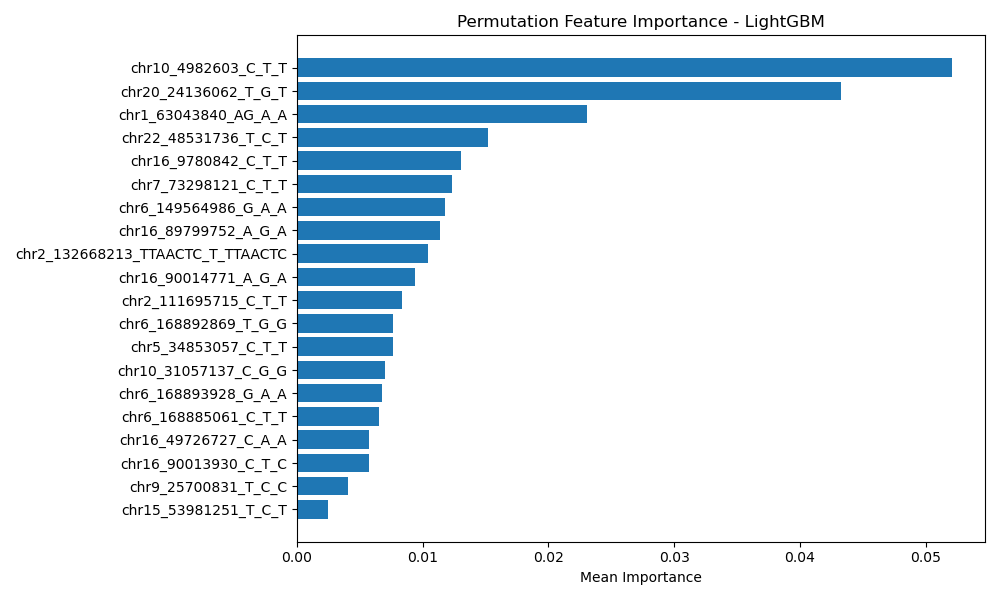 Permutation Feature Importance - LightGBM
chr10_4982603_C_T_T
chr20_24136062_T_G_T
chr1_63043840_AG_A_A
chr22_48531736_T_C_T
chr16_9780842_C_T_T
chr7_73298121_C_T_T
chr6_149564986_G_A_A
chr16_89799752_A_G_A
chr2_132668213_TTAACTC_T_TTAACTC
chr16_90014771_A_G_A
chr2_111695715_C_T_T
chr6_168892869_T_G_G
chr5_34853057_C_T_T
chr10_31057137_C_G_G
chr6_168893928_G_A_A
chr6_168885061_C_T_T
chr16_49726727_C_A_A
chr16_90013930_C_T_C
chr9_25700831_T_C_C
chr15_53981251_T_C_T
0.00 0.01 0.02 0.03 0.04 0.05
Mean Importance